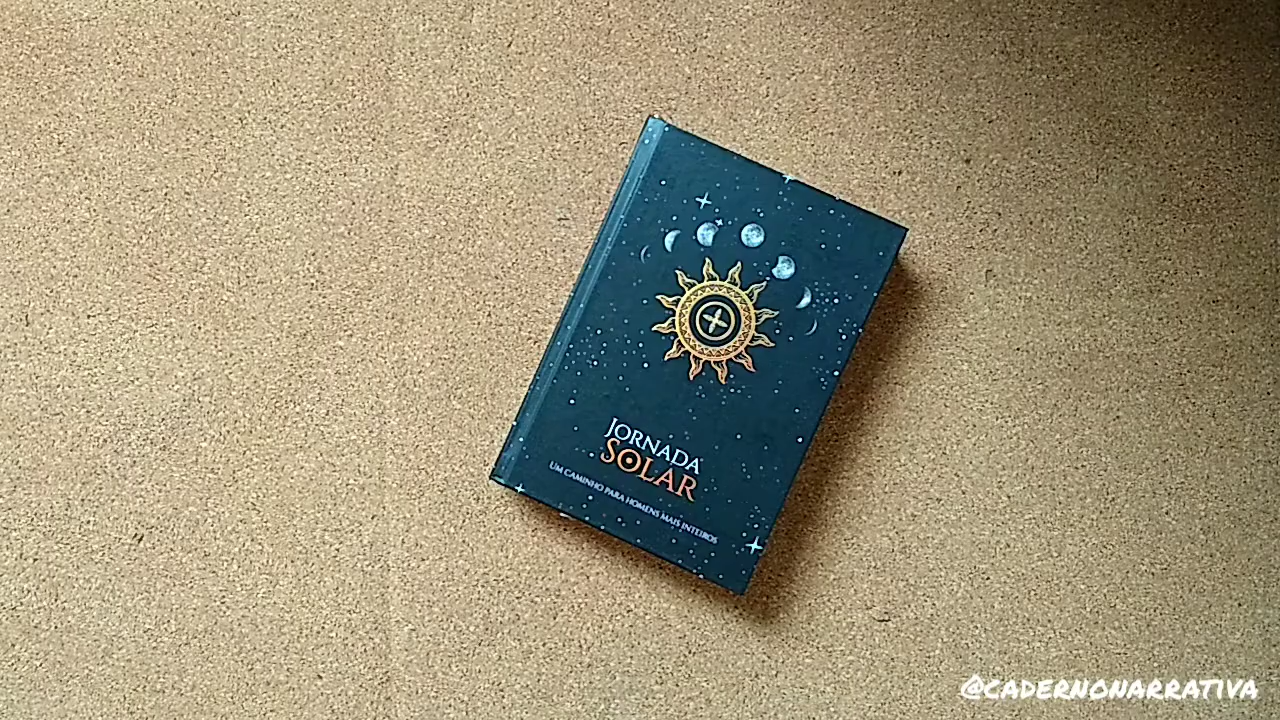 JORNADA
SOLAR
UM CAMINHO PARA HOMENS MAIS INTEIROS
@CADERNONARRATIVA